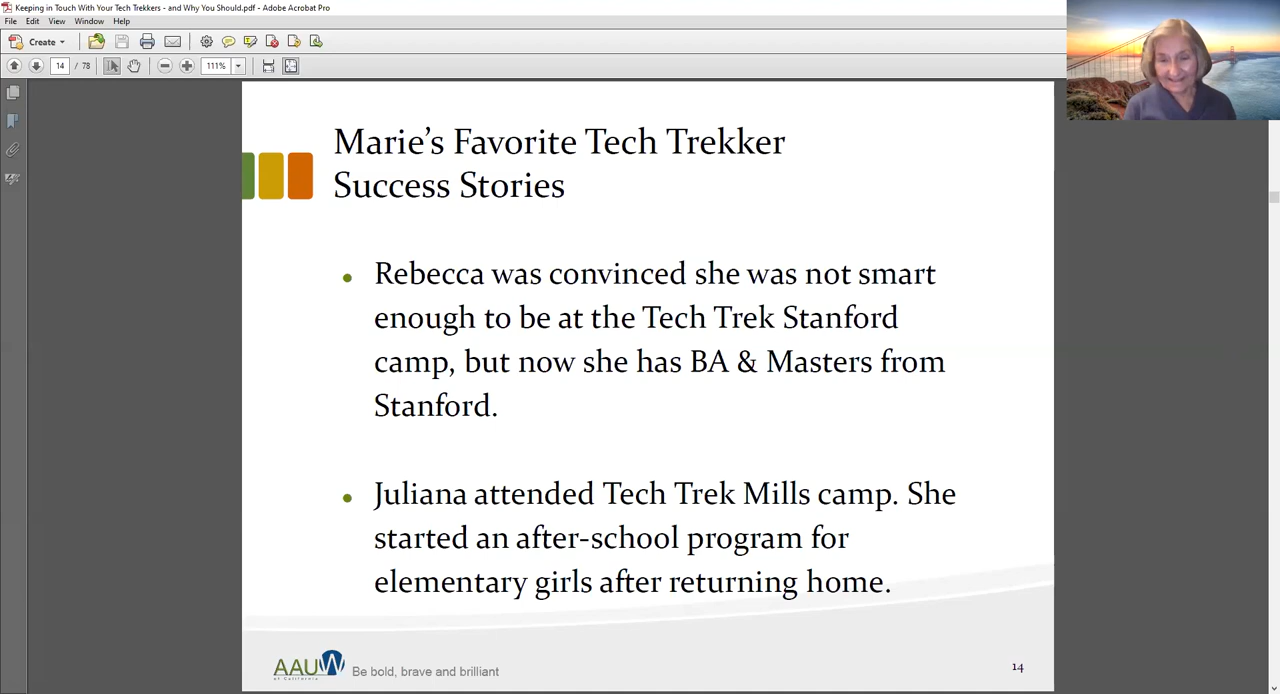 Keeping in Touch With Your Tech Trekkers - and Why You Should.pdf - Adobe Acrobat Pro
File Edit View Window Help
Create
14 / 78 111%
Marie's Favorite Tech Trekker
Success Stories
• Rebecca was convinced she was not smart
enough to be at the Tech Trek Stanford
camp, but now she has BA & Masters from
Stanford.
• Juliana attended Tech Trek Mills camp. She
started an after-school program for
elementary girls after returning home.
AAUW
of California
Be bold, brave and brilliant
14